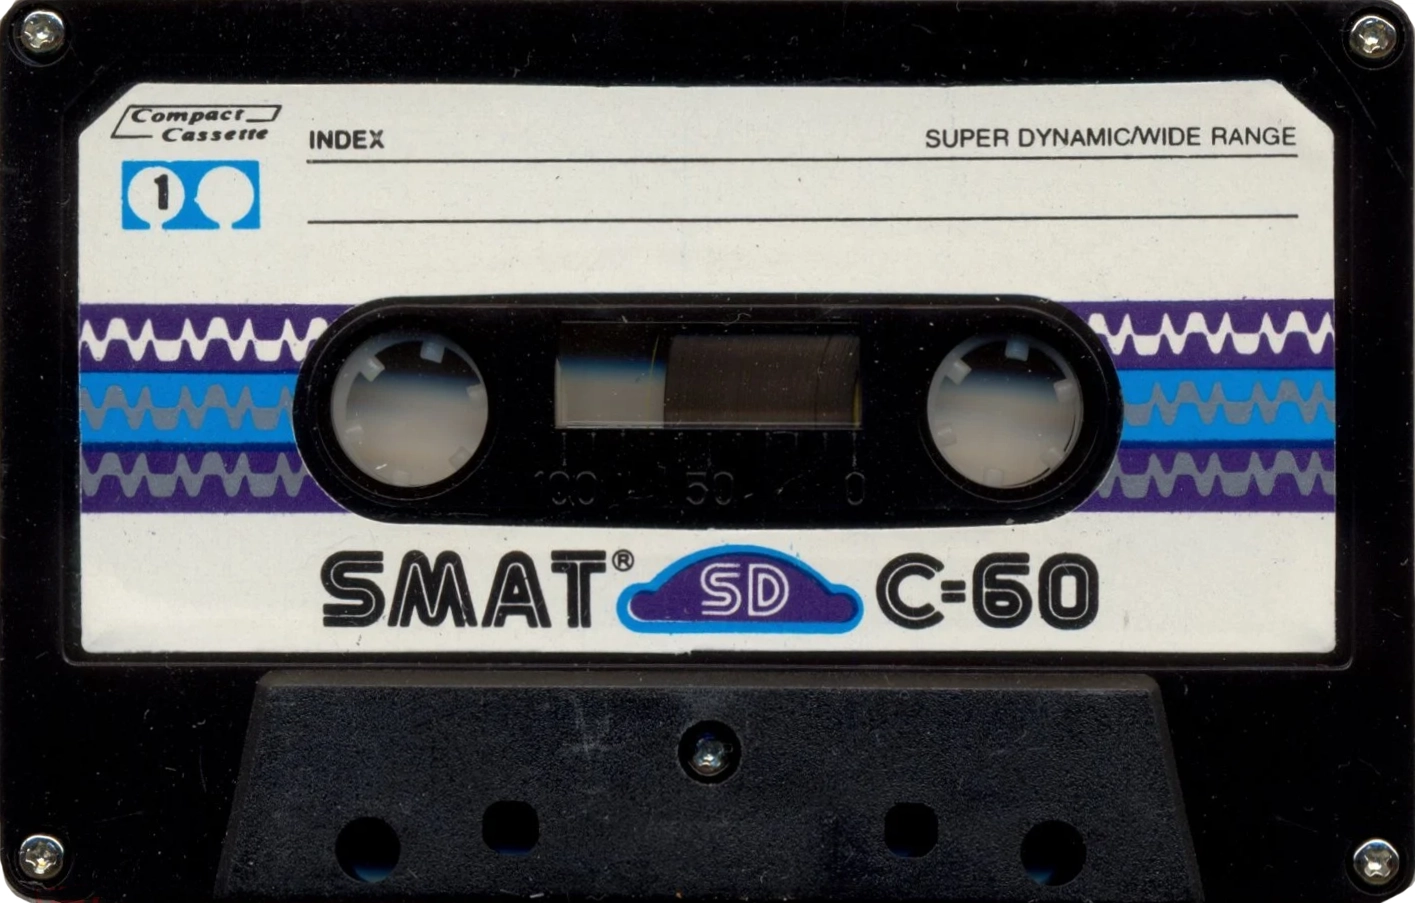 Compact
Cassette
INDEX
SUPER DYNAMIC/WIDE RANGE
1
100 50 0
SMAT® SD C-60